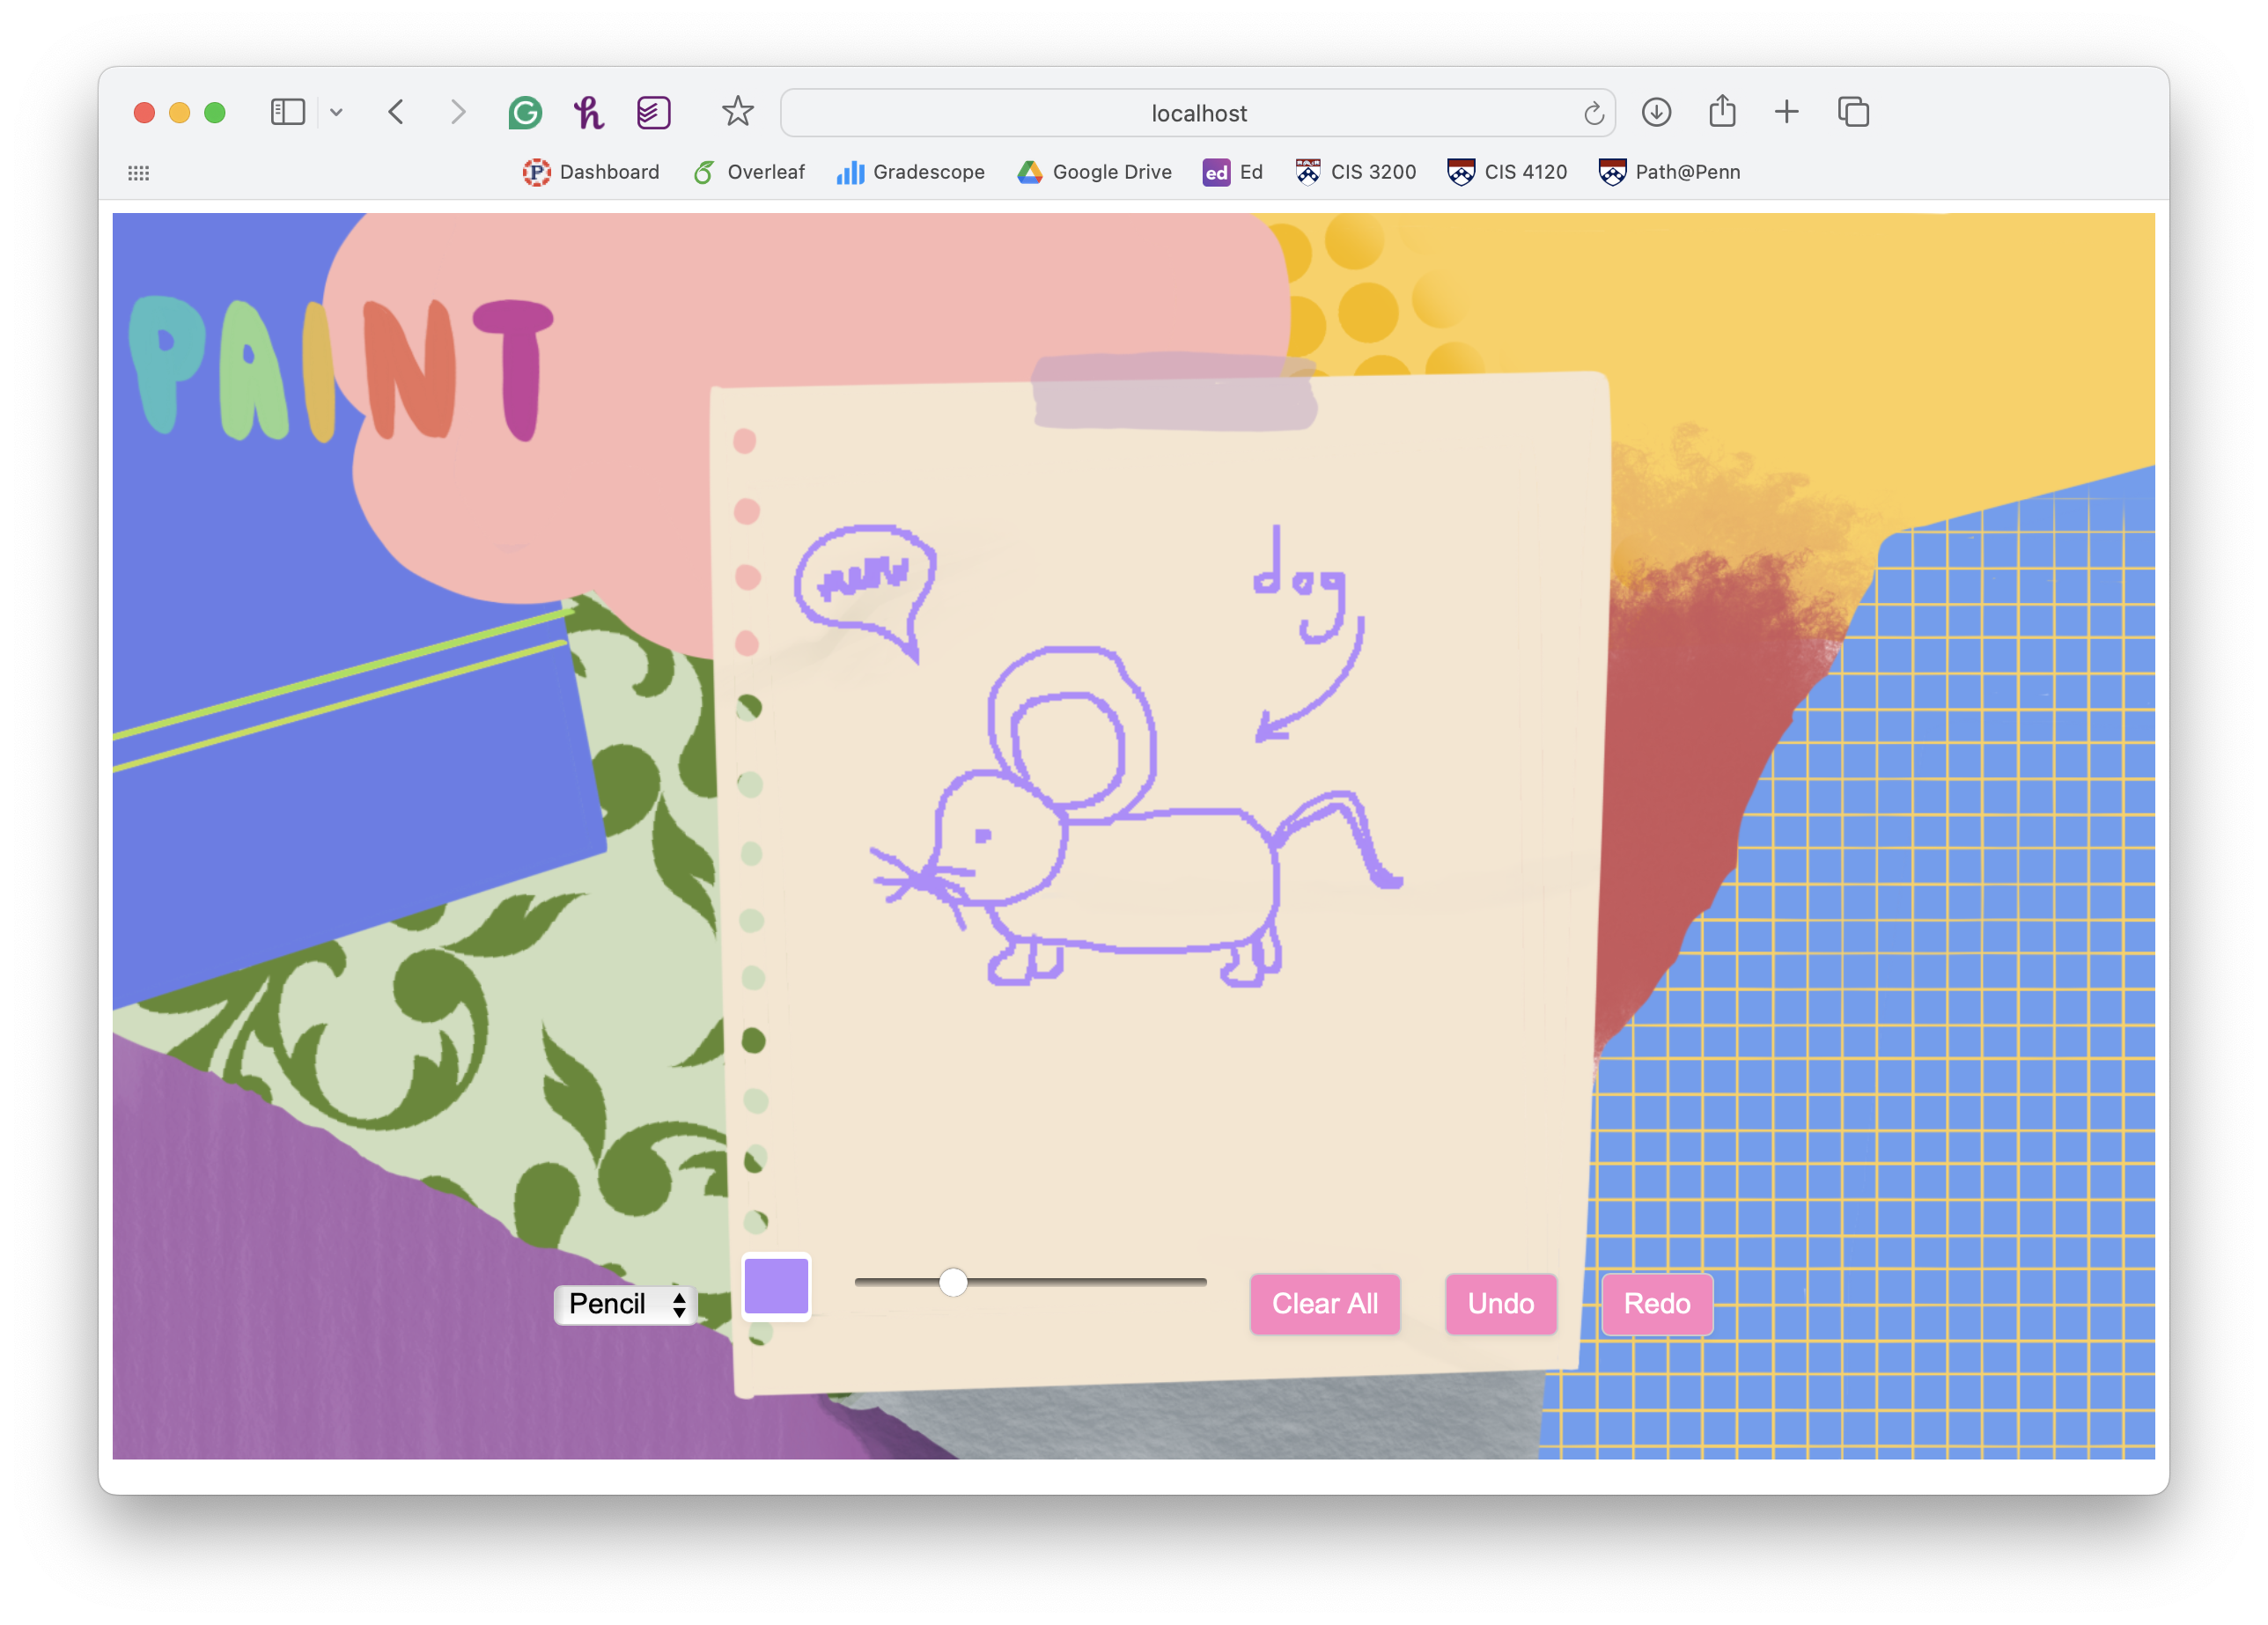 localhost
Dashboard Overleaf Gradescope Google Drive ed Ed CIS 3200 CIS 4120 Path@Penn
PAINT
dog
Pencil Clear All Undo Redo